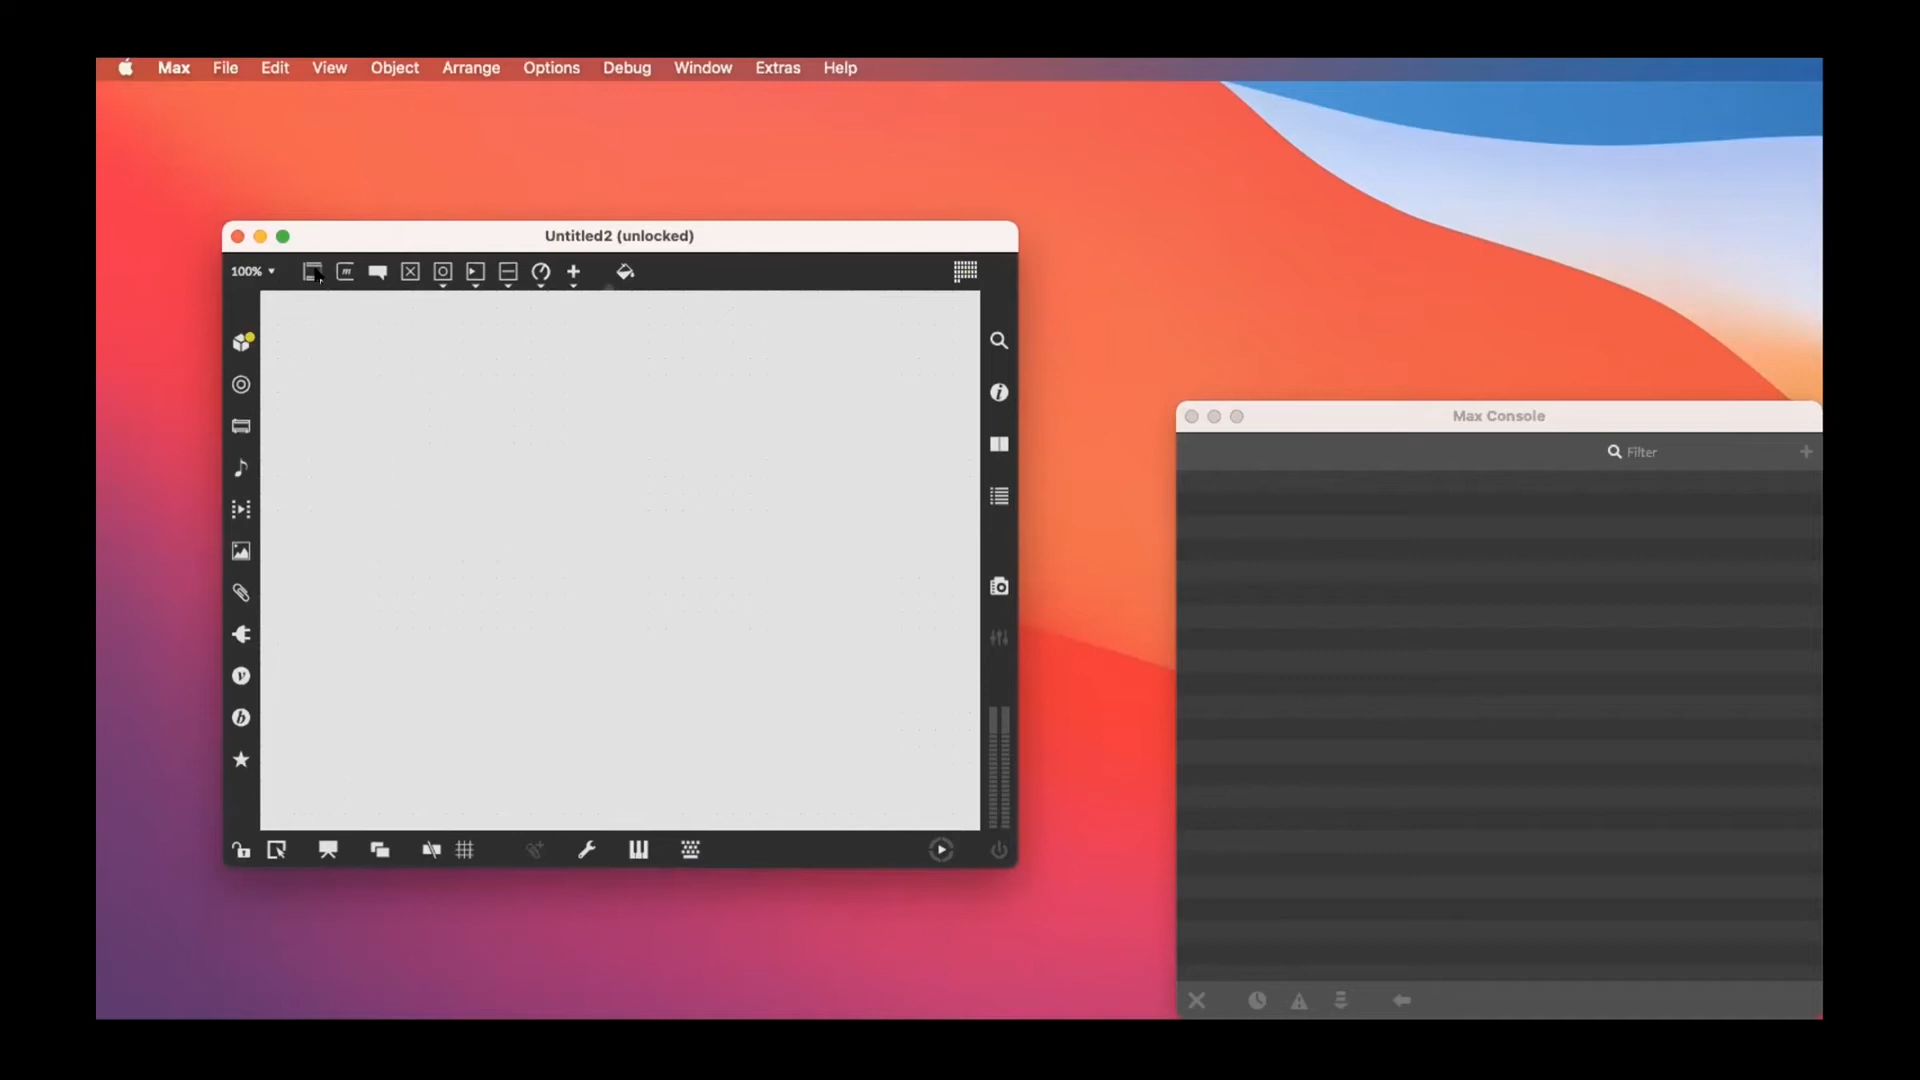 Max File Edit View Object Arrange Options Debug Window Extras Help
Untitled2 (unlocked)
100%
Max Console
Filter